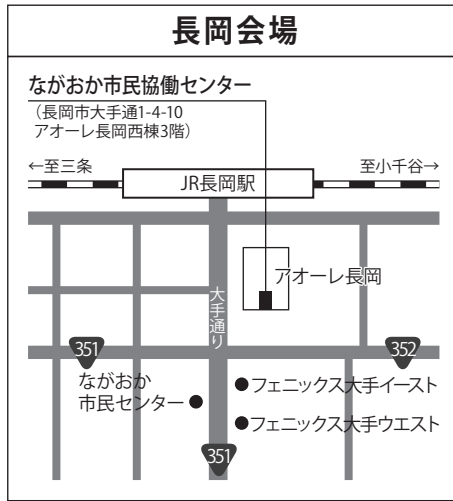 長岡会場
ながおか市民協働センター
（長岡市大手通1-4-10
アオーレ長岡西棟3階）
←至三条
至小千谷→
JR長岡駅
アオーレ長岡
大手通り
351
352
ながおか
市民センター
フェニックス大手イースト
フェニックス大手ウエスト
351